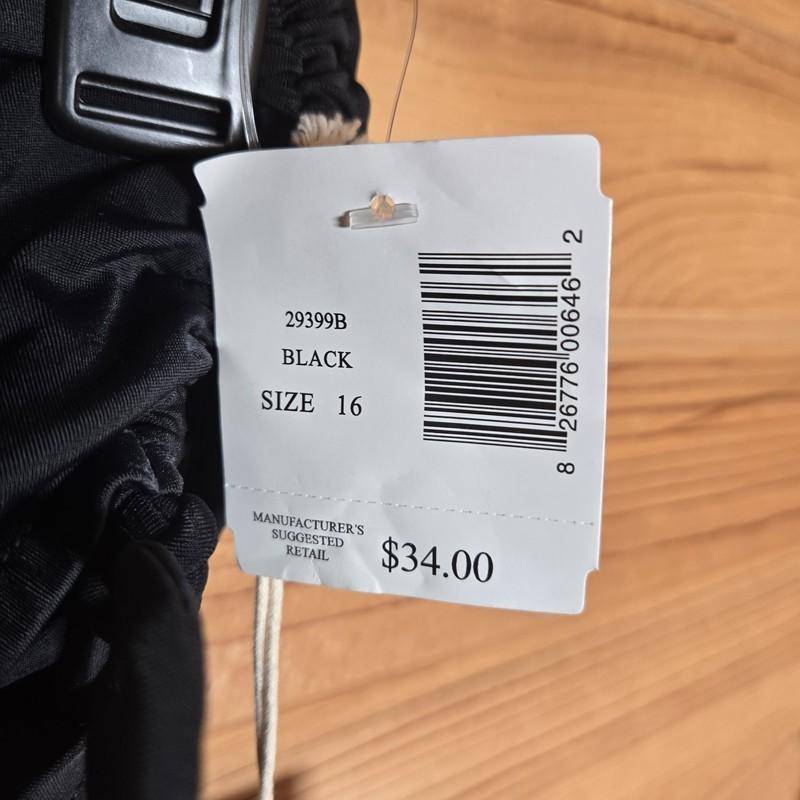 29399B
BLACK
SIZE 16
8 26776 00646 2
MANUFACTURER'S
SUGGESTED
RETAIL
$34.00